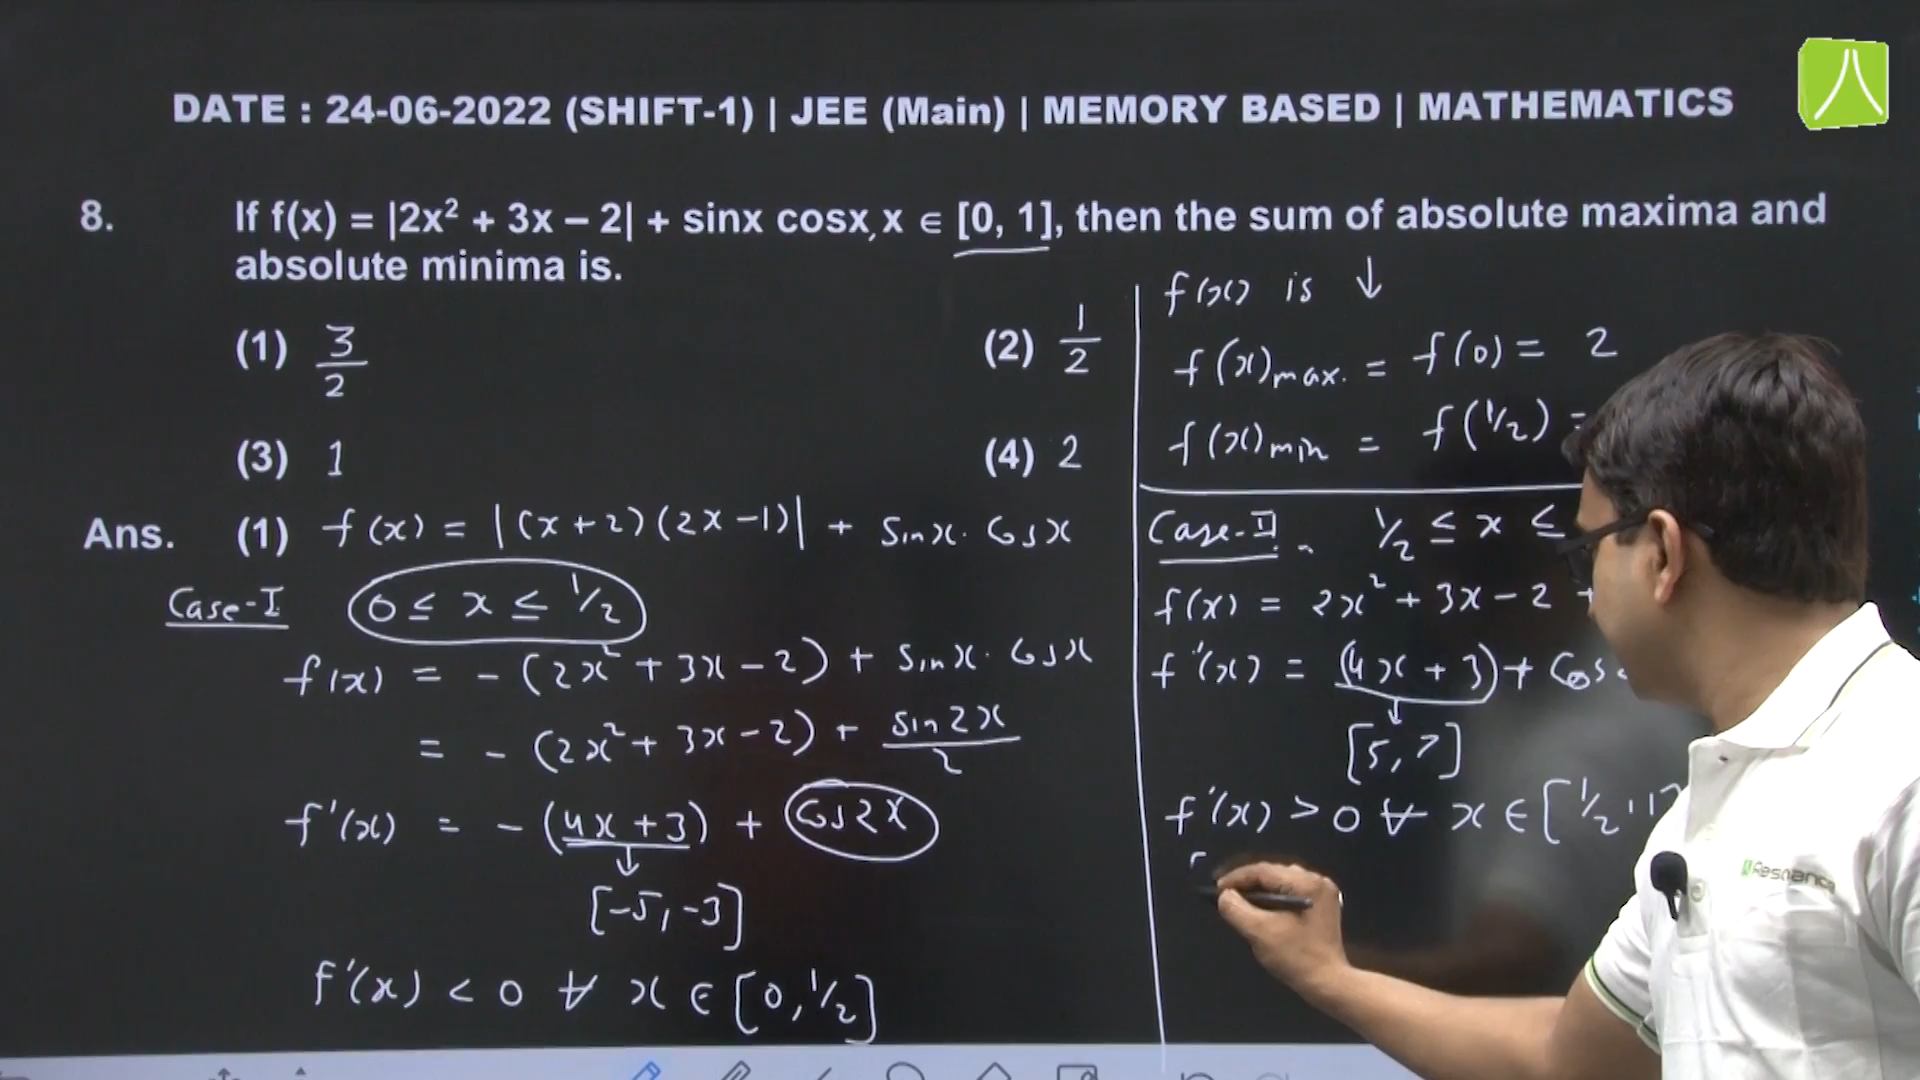 DATE : 24-06-2022 (SHIFT-1) | JEE (Main) | MEMORY BASED | MATHEMATICS
8. If f(x) = |2x² + 3x – 2| + sinx cosx, x ∈ [0, 1], then the sum of absolute maxima and
absolute minima is.
(1) 3/2
(2) 1/2
(3) 1
(4) 2
Ans. (1) f(x) = |(x+2)(2x-1)| + sinx. cosx
Case-I 0 ≤ x ≤ 1/2
f(x) = - (2x² + 3x - 2) + sinx. cosx
= - (2x² + 3x - 2) + sin2x/2
f'(x) = - (4x + 3) + cos2x
↓
[-5, -3]
f'(x) < 0 ∀ x ∈ [0, 1/2]
f(x) is ↓
f(x)max. = f(0) = 2
f(x)min = f(1/2) =
Case-II. 1/2 ≤ x ≤
f(x) = 2x² + 3x - 2 +
f'(x) = (4x + 3) + cos
↓
[5, 7]
f'(x) > 0 ∀ x ∈ [1/2, 1]
Resonance